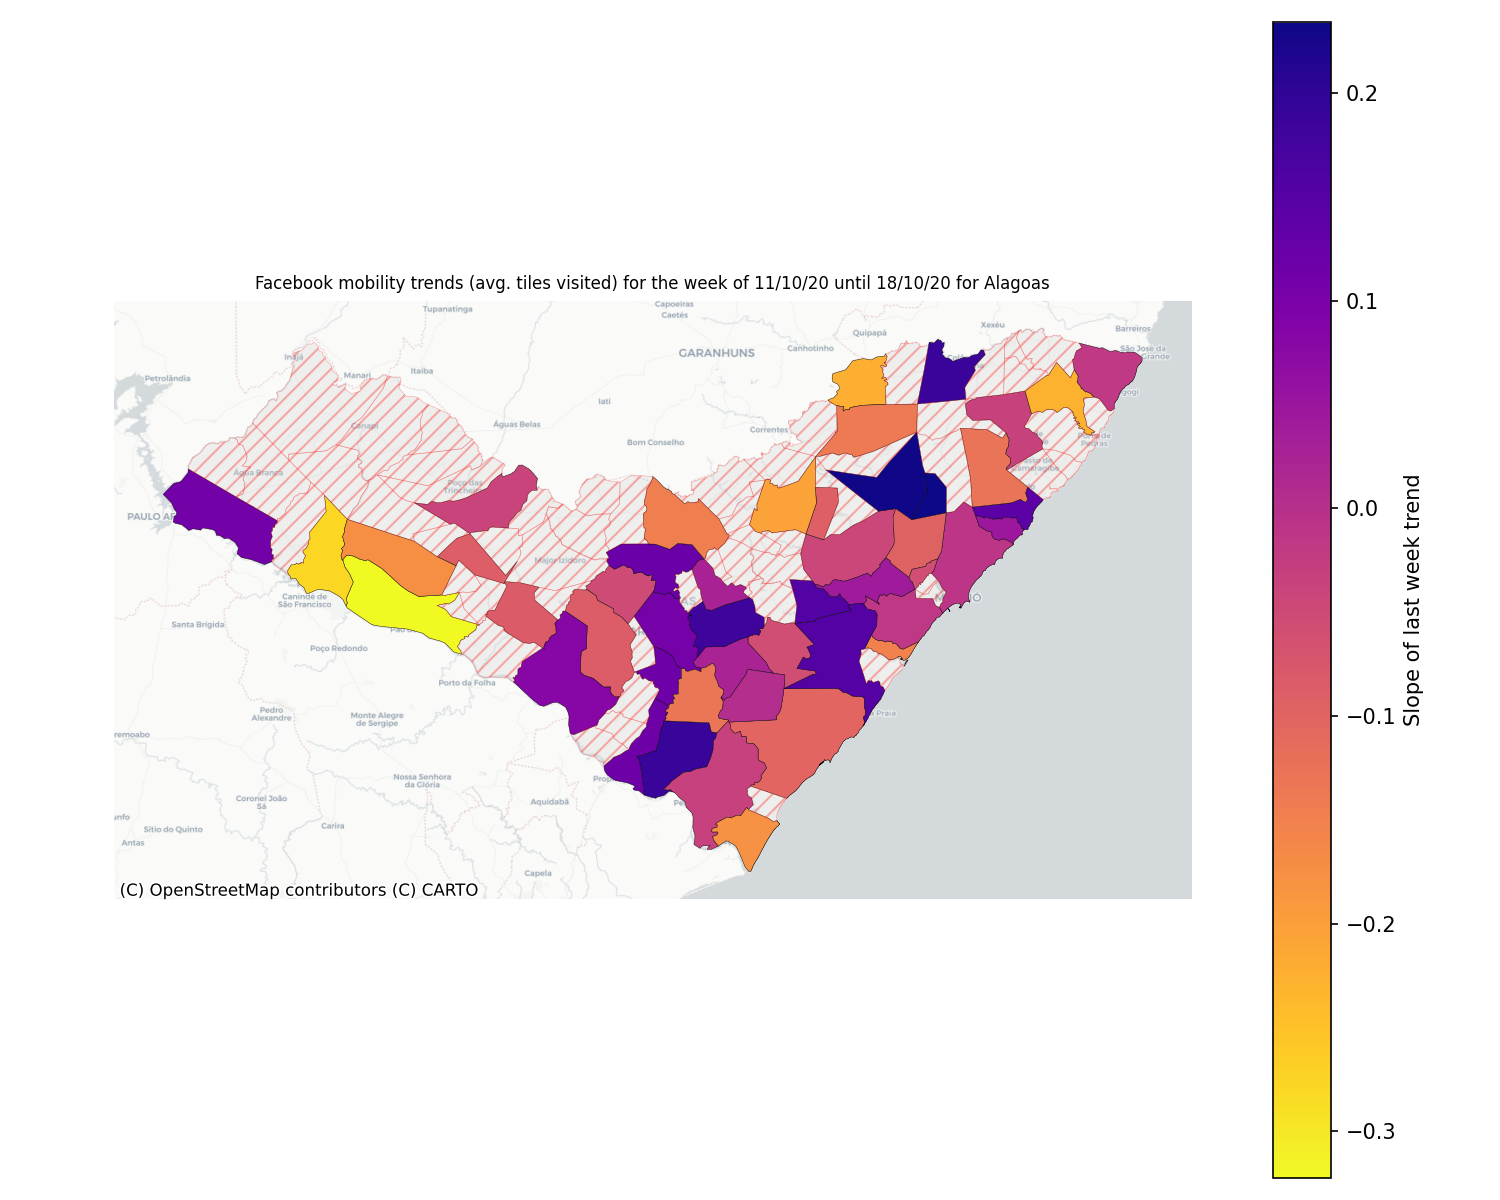 Facebook mobility trends (avg. tiles visited) for the week of 11/10/20 until 18/10/20 for Alagoas
Tupanatinga
Capoeiras
Caetés
Quipapá
Xexéu
Barreiros
Inajá
Manari
Itaíba
GARANHUNS
Canhotinho
São José da
Grande
Petrolândia
Iati
Canapi
Águas Belas
Bom Conselho
Correntes
Água Branca
Poço das
Trincheiras
PAULO AF
Major Izidoro
Canindé de
São Francisco
Santa Brígida
Poço Redondo
Porto da Folha
Pedro
Alexandre
Monte Alegre
de Sergipe
Praia
Nossa Senhora
da Glória
Coronel João
Sá
Aquidabã
Carira
Sítio do Quinto
Antas
Capela
(C) OpenStreetMap contributors (C) CARTO
0.2
0.1
0.0
−0.1
−0.2
−0.3
Slope of last week trend